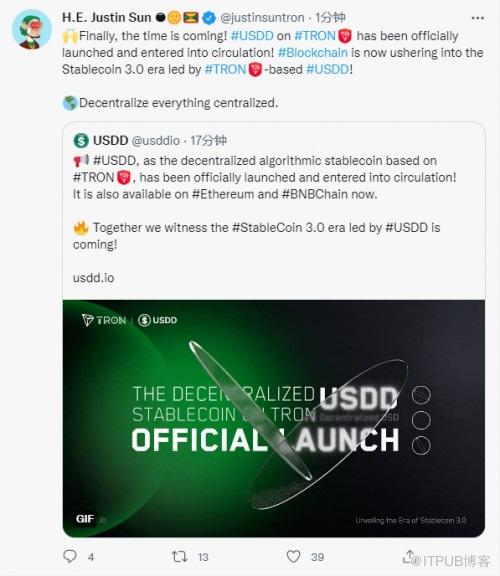 H.E. Justin Sun @justinsuntron · 1分钟
Finally, the time is coming! #USDD on #TRON has been officially
launched and entered into circulation! #Blockchain is now ushering into the
Stablecoin 3.0 era led by #TRON-based #USDD!
Decentralize everything centralized.
USDD @usddio · 17分钟
#USDD, as the decentralized algorithmic stablecoin based on
#TRON, has been officially launched and entered into circulation!
It is also available on #Ethereum and #BNBChain now.
Together we witness the #StableCoin 3.0 era led by #USDD is
coming!
usdd.io
TRON | USDD
THE DECENTRALIZED USDD
STABLECOIN ON TRON Decentralized USD
OFFICIAL LAUNCH
GIF .io
Unveiling the Era of Stablecoin 3.0
4 13 39
@ITPUB博客